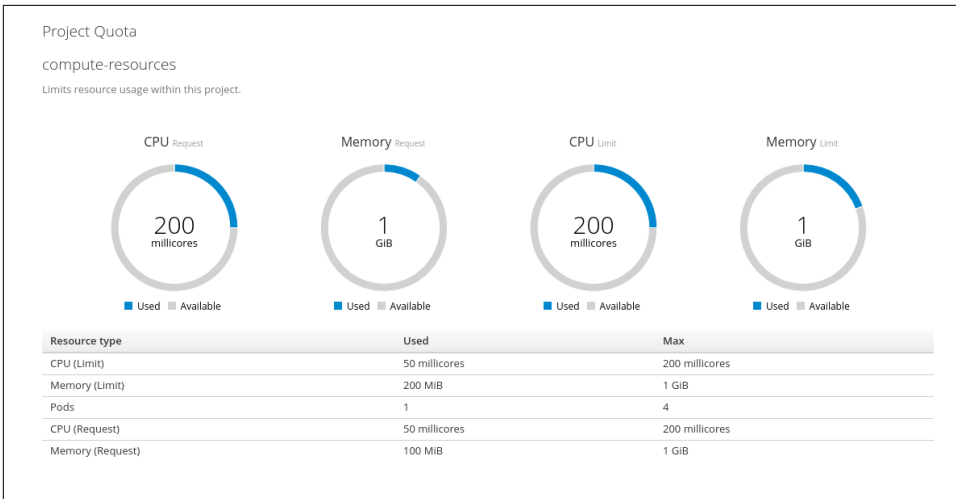 Project Quota
compute-resources
Limits resource usage within this project.
CPU Request
Memory Request
CPU Limit
Memory Limit
200
millicores
1
GiB
200
millicores
1
GiB
Used Available
Used Available
Used Available
Used Available
Resource type Used Max
CPU (Limit) 50 millicores 200 millicores
Memory (Limit) 200 MiB 1 GiB
Pods 1 4
CPU (Request) 50 millicores 200 millicores
Memory (Request) 100 MiB 1 GiB